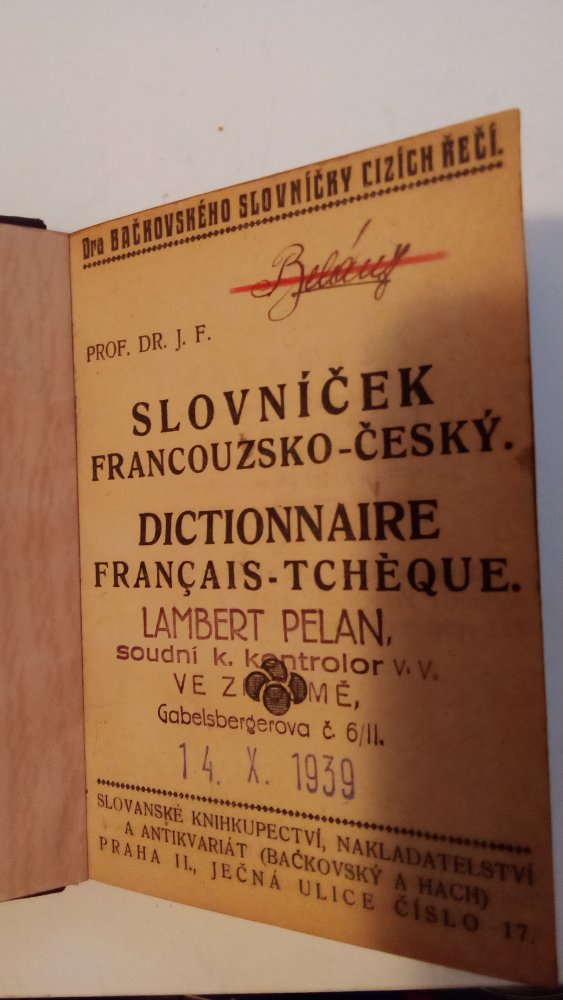 Dra BAČKOVSKÉHO SLOVNÍČKY CIZÍCH ŘEČÍ.
PROF. DR. J. F.
SLOVNÍČEK
FRANCOUZSKO-ČESKÝ.
DICTIONNAIRE
FRANÇAIS-TCHÈQUE.
LAMBERT PELAN,
soudní k. kontrolor v. v.
VE
Gabelsbergerova č. 6/II.
14. X. 1939
SLOVANSKÉ KNIHKUPECTVÍ, NAKLADATELSTVÍ
A ANTIKVARIÁT (BAČKOVSKÝ A HACH)
PRAHA II., JEČNÁ ULICE ČÍSLO 17.